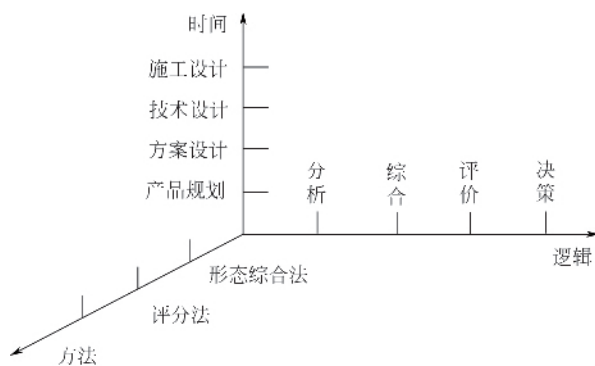 时间
施工设计
技术设计
方案设计
产品规划
分析
综合
评价
决策
逻辑
形态综合法
评分法
方法